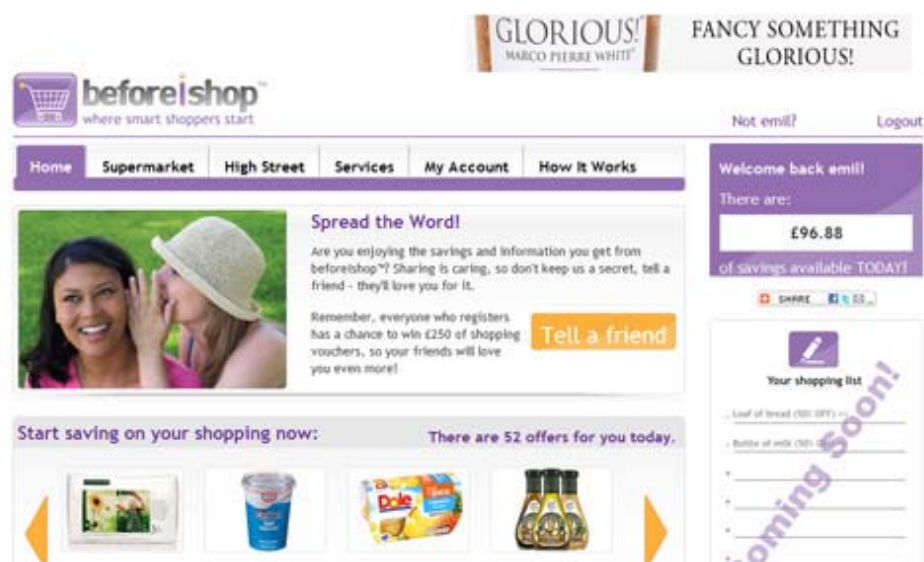 GLORIOUS!
MARCO PIERRE WHITE
FANCY SOMETHING
GLORIOUS!
beforeishop™
where smart shoppers start
Not emil?
Logout
Home
Supermarket
High Street
Services
My Account
How It Works
Spread the Word!
Are you enjoying the savings and information you get from
beforeishop™? Sharing is caring, so don't keep us a secret, tell a
friend - they'll love you for it.
Remember, everyone who registers
has a chance to win £250 of shopping
vouchers, so your friends will love
you even more!
Tell a friend
Welcome back emil!
There are:
£96.88
of savings available TODAY!
SHARE
Your shopping list
Loaf of bread (50% OFF)
Bottle of milk (50%
Coming Soon!
Start saving on your shopping now:
There are 52 offers for you today.
Dole